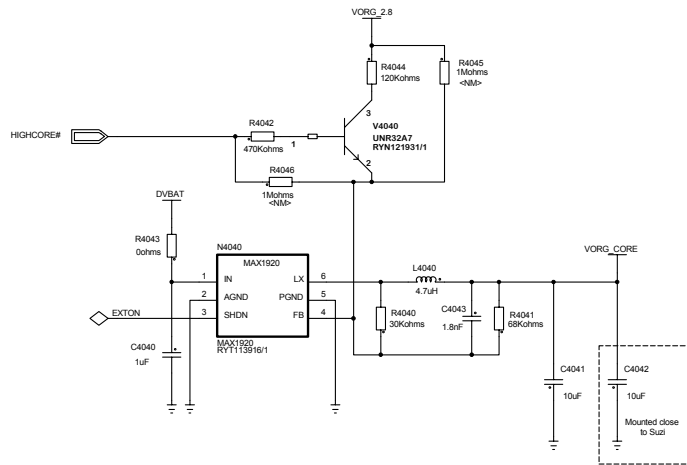 VORG_2.8
R4044
120Kohms
R4045
1Mohms
<NM>
3
HIGHCORE#
R4042
470Kohms
1
V4040
UNR32A7
RYN121931/1
2
R4046
1Mohms
<NM>
DVBAT
R4043
0ohms
N4040
MAX1920
1 IN LX 6
2 AGND PGND 5
3 SHDN FB 4
EXTON
MAX1920
RYT113916/1
L4040
4.7uH
VORG_CORE
R4040
30Kohms
C4043
1.8nF
R4041
68Kohms
C4040
1uF
C4041
10uF
C4042
10uF
Mounted close
to Suzi